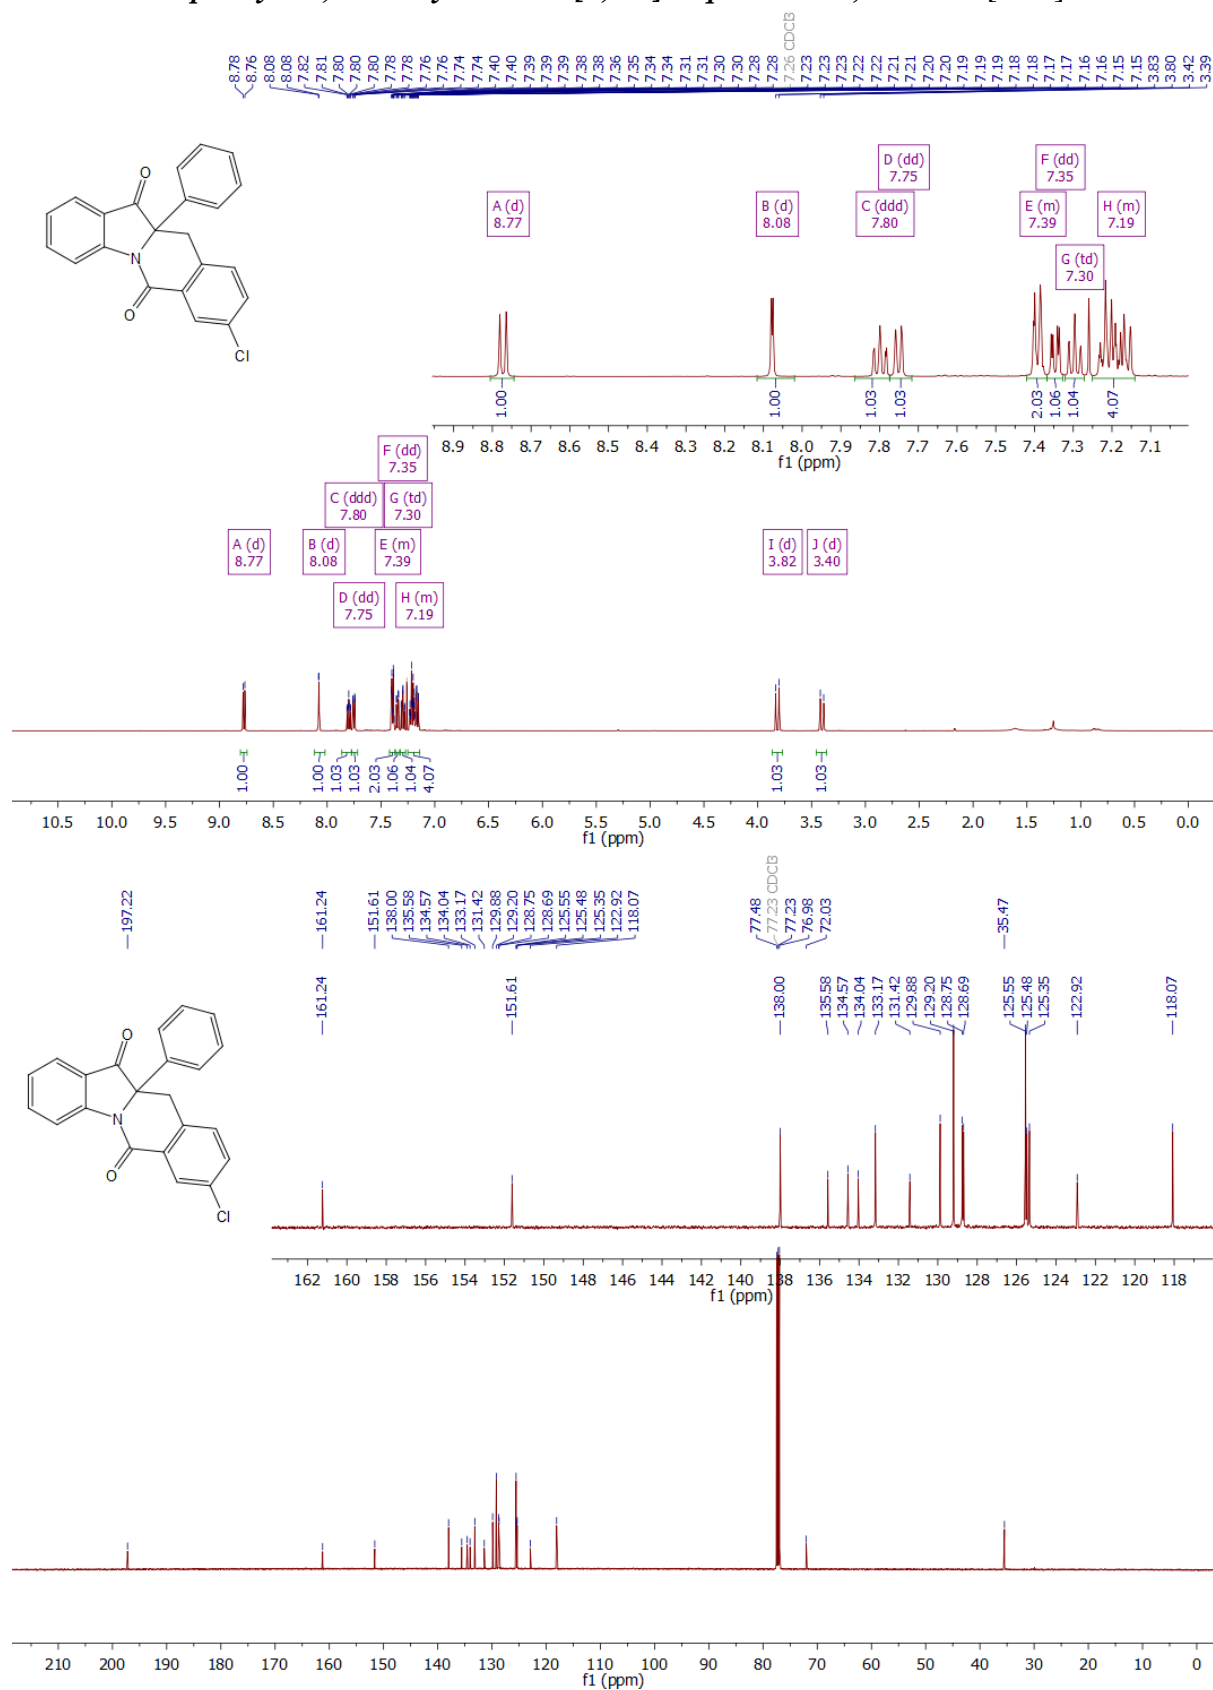 8.78 8.76 8.08 8.08 7.82 7.81 7.80 7.80 7.80 7.78 7.78 7.76 7.76 7.74 7.74 7.40 7.40 7.39 7.39 7.39 7.38 7.38 7.36 7.35 7.34 7.34 7.31 7.31 7.30 7.30 7.28 7.28 7.26 CDCl3 7.23 7.23 7.23 7.22 7.22 7.21 7.21 7.20 7.20 7.19 7.19 7.19 7.18 7.18 7.17 7.17 7.16 7.16 7.15 7.15 3.83 3.80 3.42 3.39
O
N
O
Cl
D (dd)
7.75
F (dd)
7.35
A (d)
8.77
B (d)
8.08
C (ddd)
7.80
E (m)
7.39
H (m)
7.19
G (td)
7.30
1.00 1.00 1.03 1.03 2.03 1.06 1.04 4.07
8.9 8.8 8.7 8.6 8.5 8.4 8.3 8.2 8.1 8.0 7.9 7.8 7.7 7.6 7.5 7.4 7.3 7.2 7.1
f1 (ppm)
F (dd)
7.35
C (ddd)
7.80
G (td)
7.30
A (d)
8.77
B (d)
8.08
E (m)
7.39
I (d)
3.82
J (d)
3.40
D (dd)
7.75
H (m)
7.19
1.00 1.00 1.03 1.03 2.03 1.06 1.04 4.07 1.03 1.03
10.5 10.0 9.5 9.0 8.5 8.0 7.5 7.0 6.5 6.0 5.5 5.0 4.5 4.0 3.5 3.0 2.5 2.0 1.5 1.0 0.5 0.0
f1 (ppm)
197.22 161.24 151.61 138.00 135.58 134.57 134.04 133.17 131.42 129.88 129.20 128.75 128.69 125.55 125.48 125.35 122.92 118.07 77.48 77.23 CDCl3 77.23 76.98 72.03 35.47
161.24 151.61 138.00 135.58 134.57 134.04 133.17 131.42 129.88 129.20 128.75 128.69 125.55 125.48 125.35 122.92 118.07
O
N
O
Cl
162 160 158 156 154 152 150 148 146 144 142 140 138 136 134 132 130 128 126 124 122 120 118
f1 (ppm)
210 200 190 180 170 160 150 140 130 120 110 100 90 80 70 60 50 40 30 20 10 0
f1 (ppm)